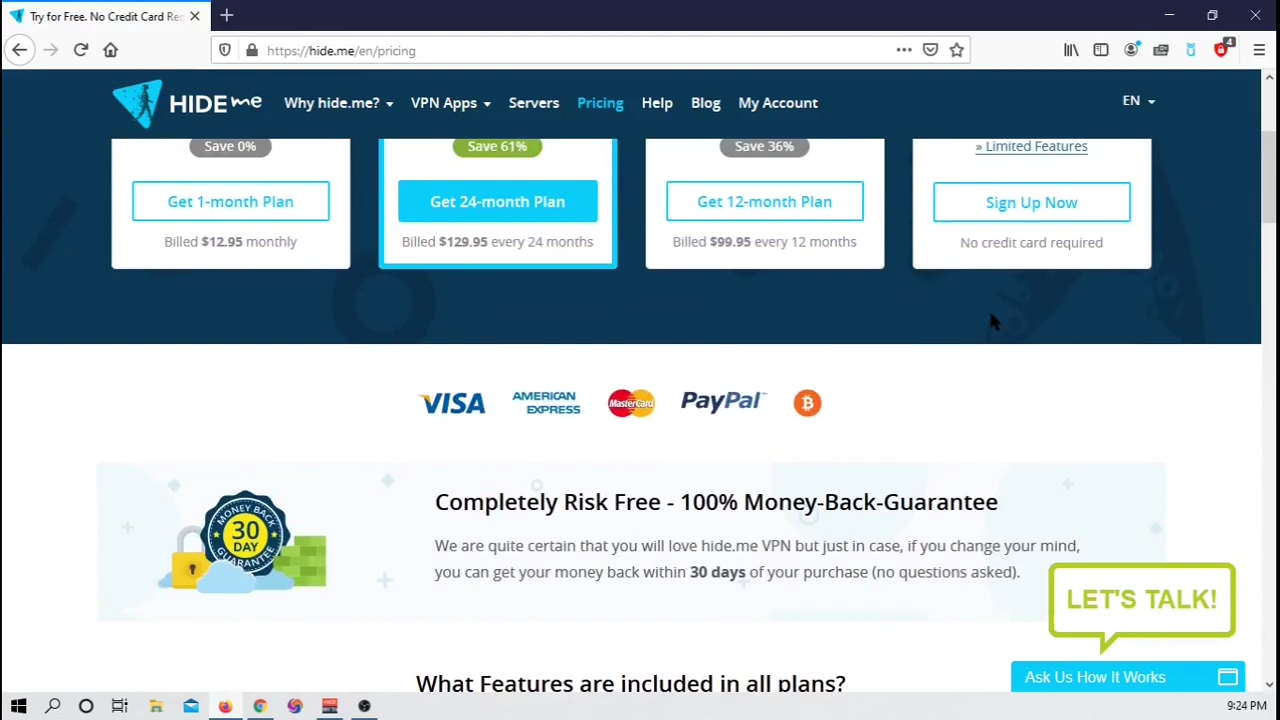 Try for Free. No Credit Card Req
https://hide.me/en/pricing
4
HIDE me
Why hide.me?
VPN Apps
Servers
Pricing
Help
Blog
My Account
EN
Save 0%
Save 61%
Save 36%
» Limited Features
Get 1-month Plan
Get 24-month Plan
Get 12-month Plan
Sign Up Now
Billed $12.95 monthly
Billed $129.95 every 24 months
Billed $99.95 every 12 months
No credit card required
VISA
AMERICAN
EXPRESS
MasterCard
PayPal
MONEY BACK
30
DAY
GUARANTEE
Completely Risk Free - 100% Money-Back-Guarantee
We are quite certain that you will love hide.me VPN but just in case, if you change your mind,
you can get your money back within 30 days of your purchase (no questions asked).
LET'S TALK!
Ask Us How It Works
What Features are included in all plans?
9:24 PM